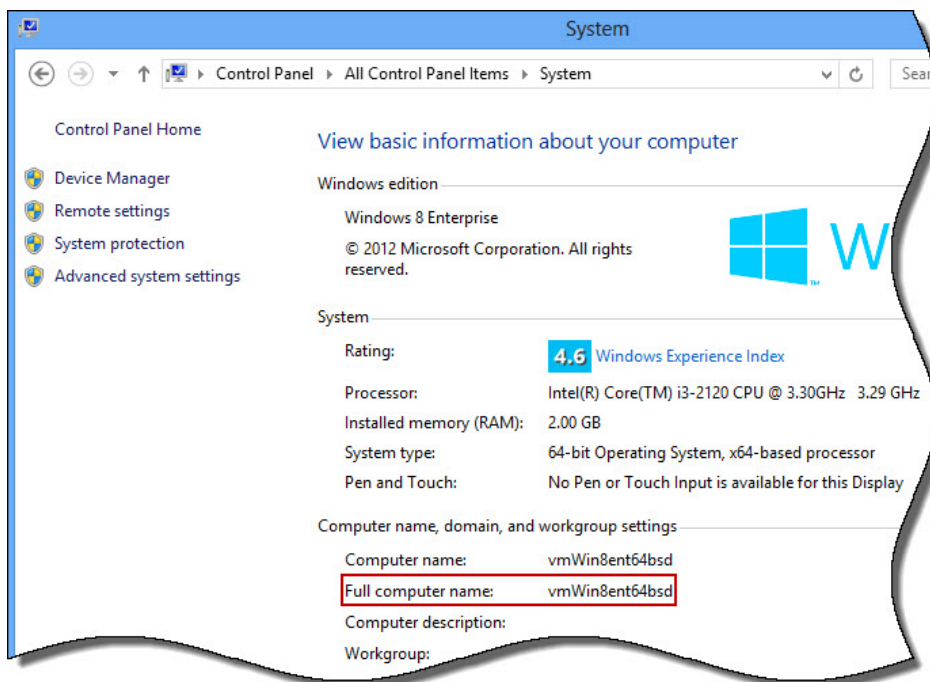 System
Control Panel ▸ All Control Panel Items ▸ System
Control Panel Home
Device Manager
Remote settings
System protection
Advanced system settings
View basic information about your computer
Windows edition
Windows 8 Enterprise
© 2012 Microsoft Corporation. All rights
reserved.
W
TM
System
Rating: 4.6 Windows Experience Index
Processor: Intel(R) Core(TM) i3-2120 CPU @ 3.30GHz 3.29 GHz
Installed memory (RAM): 2.00 GB
System type: 64-bit Operating System, x64-based processor
Pen and Touch: No Pen or Touch Input is available for this Display
Computer name, domain, and workgroup settings
Computer name: vmWin8ent64bsd
Full computer name: vmWin8ent64bsd
Computer description:
Workgroup: